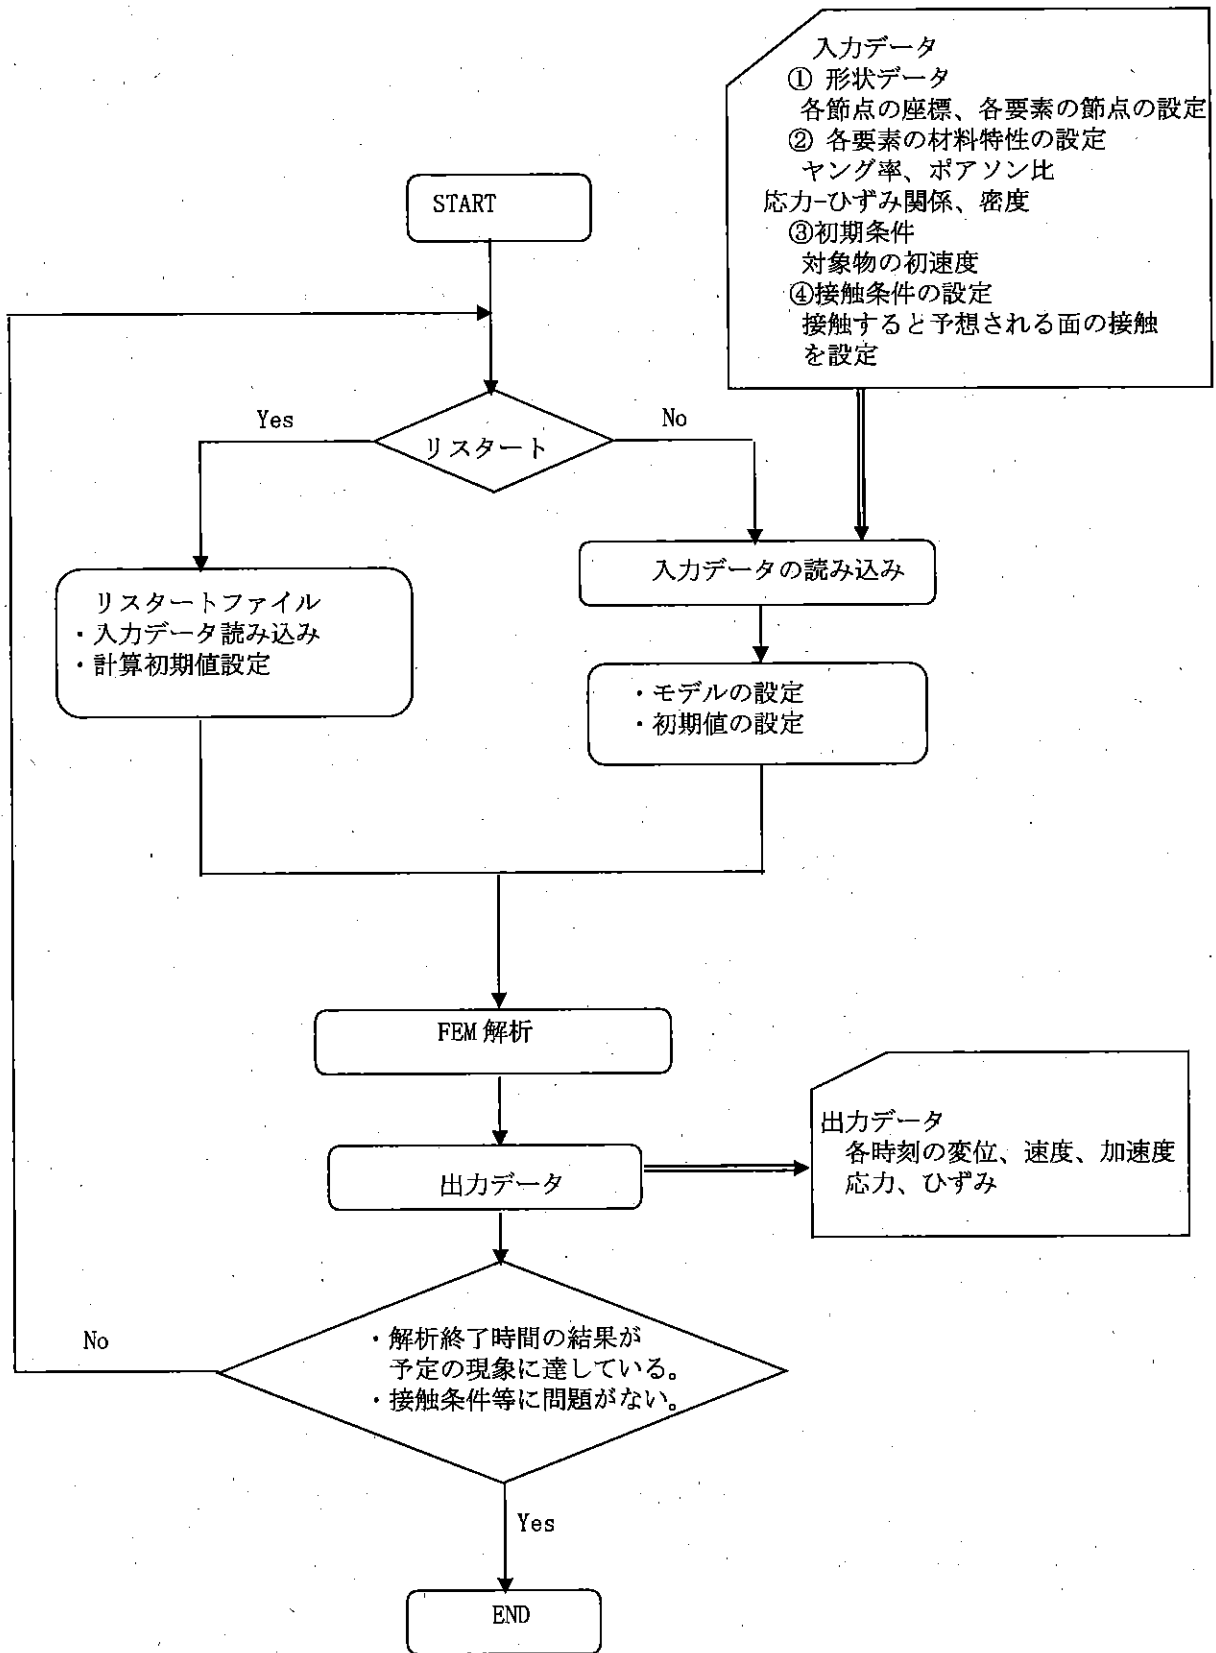 入力データ
① 形状データ
各節点の座標、各要素の節点の設定
② 各要素の材料特性の設定
ヤング率、ポアソン比
応力-ひずみ関係、密度
③初期条件
対象物の初速度
④接触条件の設定
接触すると予想される面の接触
を設定
START
Yes
リスタート
No
リスタートファイル
・入力データ読み込み
・計算初期値設定
入力データの読み込み
・モデルの設定
・初期値の設定
FEM 解析
出力データ
出力データ
各時刻の変位、速度、加速度
応力、ひずみ
・解析終了時間の結果が
予定の現象に達している。
・接触条件等に問題がない。
No
Yes
END